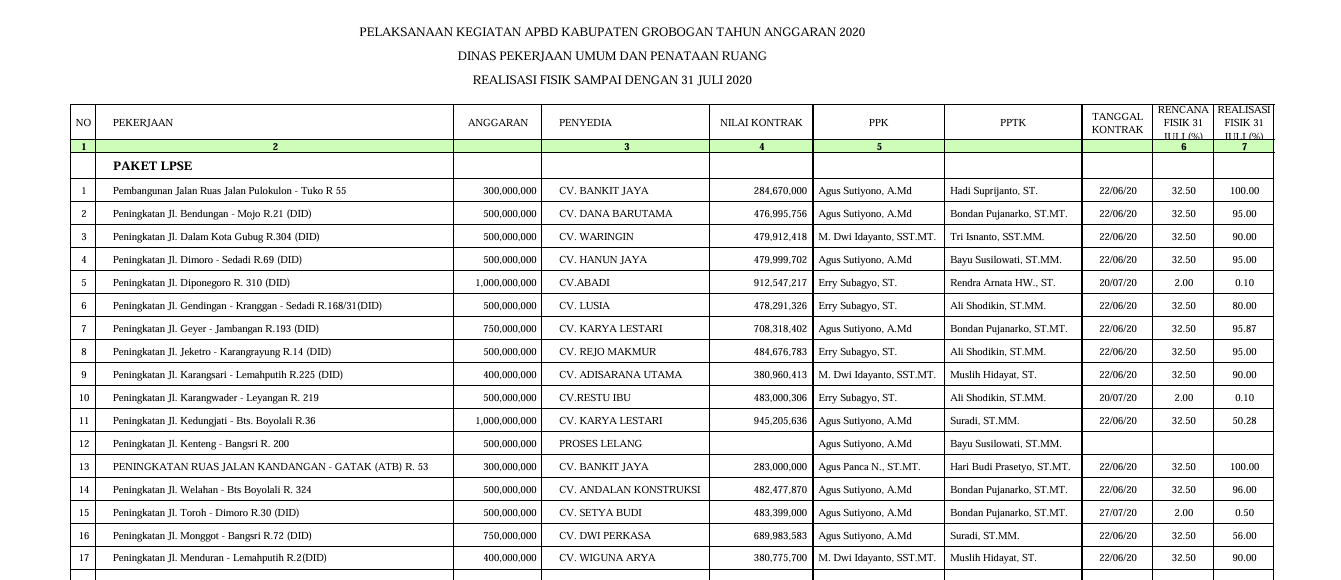 PELAKSANAAN KEGIATAN APBD KABUPATEN GROBOGAN TAHUN ANGGARAN 2020
DINAS PEKERJAAN UMUM DAN PENATAAN RUANG
REALISASI FISIK SAMPAI DENGAN 31 JULI 2020
NO PEKERJAAN ANGGARAN PENYEDIA NILAI KONTRAK PPK PPTK TANGGAL KONTRAK RENCANA FISIK 31 JULI (%) REALISASI FISIK 31 JULI (%)
1 2 3 4 5 6 7
PAKET LPSE
1 Pembangunan Jalan Ruas Jalan Pulokulon - Tuko R 55 300,000,000 CV. BANKIT JAYA 284,670,000 Agus Sutiyono, A.Md Hadi Suprijanto, ST. 22/06/20 32.50 100.00
2 Peningkatan Jl. Bendungan - Mojo R.21 (DID) 500,000,000 CV. DANA BARUTAMA 476,995,756 Agus Sutiyono, A.Md Bondan Pujanarko, ST.MT. 22/06/20 32.50 95.00
3 Peningkatan Jl. Dalam Kota Gubug R.304 (DID) 500,000,000 CV. WARINGIN 479,912,418 M. Dwi Idayanto, SST.MT. Tri Isnanto, SST.MM. 22/06/20 32.50 90.00
4 Peningkatan Jl. Dimoro - Sedadi R.69 (DID) 500,000,000 CV. HANUN JAYA 479,999,702 Agus Sutiyono, A.Md Bayu Susilowati, ST.MM. 22/06/20 32.50 95.00
5 Peningkatan Jl. Diponegoro R. 310 (DID) 1,000,000,000 CV.ABADI 912,547,217 Erry Subagyo, ST. Rendra Arnata HW., ST. 20/07/20 2.00 0.10
6 Peningkatan Jl. Gendingan - Kranggan - Sedadi R.168/31(DID) 500,000,000 CV. LUSIA 478,291,326 Erry Subagyo, ST. Ali Shodikin, ST.MM. 22/06/20 32.50 80.00
7 Peningkatan Jl. Geyer - Jambangan R.193 (DID) 750,000,000 CV. KARYA LESTARI 708,318,402 Agus Sutiyono, A.Md Bondan Pujanarko, ST.MT. 22/06/20 32.50 95.87
8 Peningkatan Jl. Jeketro - Karangrayung R.14 (DID) 500,000,000 CV. REJO MAKMUR 484,676,783 Erry Subagyo, ST. Ali Shodikin, ST.MM. 22/06/20 32.50 95.00
9 Peningkatan Jl. Karangsari - Lemahputih R.225 (DID) 400,000,000 CV. ADISARANA UTAMA 380,960,413 M. Dwi Idayanto, SST.MT. Muslih Hidayat, ST. 22/06/20 32.50 90.00
10 Peningkatan Jl. Karangwader - Leyangan R. 219 500,000,000 CV.RESTU IBU 483,000,306 Erry Subagyo, ST. Ali Shodikin, ST.MM. 20/07/20 2.00 0.10
11 Peningkatan Jl. Kedungjati - Bts. Boyolali R.36 1,000,000,000 CV. KARYA LESTARI 945,205,636 Agus Sutiyono, A.Md Suradi, ST.MM. 22/06/20 32.50 50.28
12 Peningkatan Jl. Kenteng - Bangsri R. 200 500,000,000 PROSES LELANG Agus Sutiyono, A.Md Bayu Susilowati, ST.MM.
13 PENINGKATAN RUAS JALAN KANDANGAN - GATAK (ATB) R. 53 300,000,000 CV. BANKIT JAYA 283,000,000 Agus Panca N., ST.MT. Hari Budi Prasetyo, ST.MT. 22/06/20 32.50 100.00
14 Peningkatan Jl. Welahan - Bts Boyolali R. 324 500,000,000 CV. ANDALAN KONSTRUKSI 482,477,870 Agus Sutiyono, A.Md Bondan Pujanarko, ST.MT. 22/06/20 32.50 96.00
15 Peningkatan Jl. Toroh - Dimoro R.30 (DID) 500,000,000 CV. SETYA BUDI 483,399,000 Agus Sutiyono, A.Md Bondan Pujanarko, ST.MT. 27/07/20 2.00 0.50
16 Peningkatan Jl. Monggot - Bangsri R.72 (DID) 750,000,000 CV. DWI PERKASA 689,983,583 Agus Sutiyono, A.Md Suradi, ST.MM. 22/06/20 32.50 56.00
17 Peningkatan Jl. Menduran - Lemahputih R.2(DID) 400,000,000 CV. WIGUNA ARYA 380,775,700 M. Dwi Idayanto, SST.MT. Muslih Hidayat, ST. 22/06/20 32.50 90.00